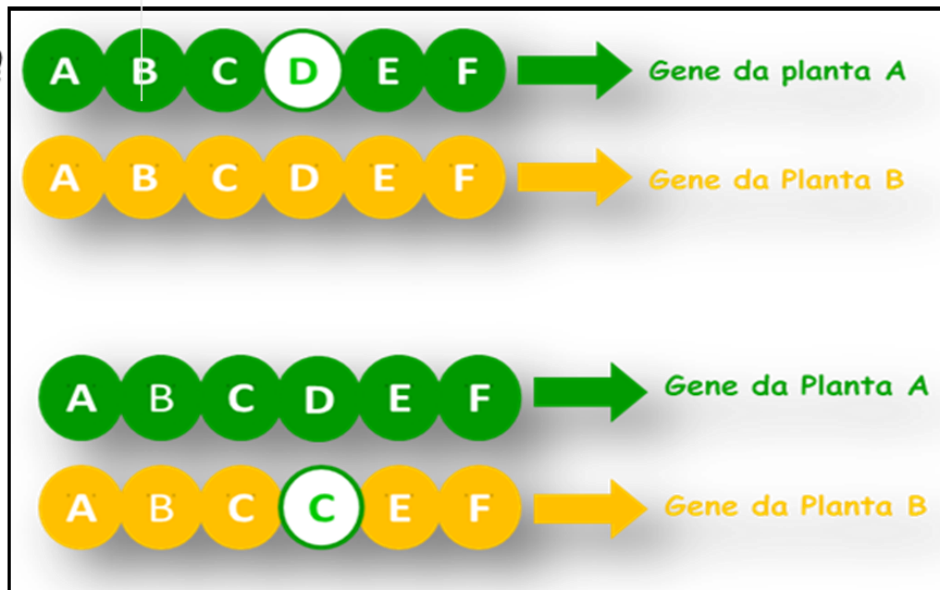 A B C D E F Gene da planta A
A B C D E F Gene da Planta B
A B C D E F Gene da Planta A
A B C C E F Gene da Planta B